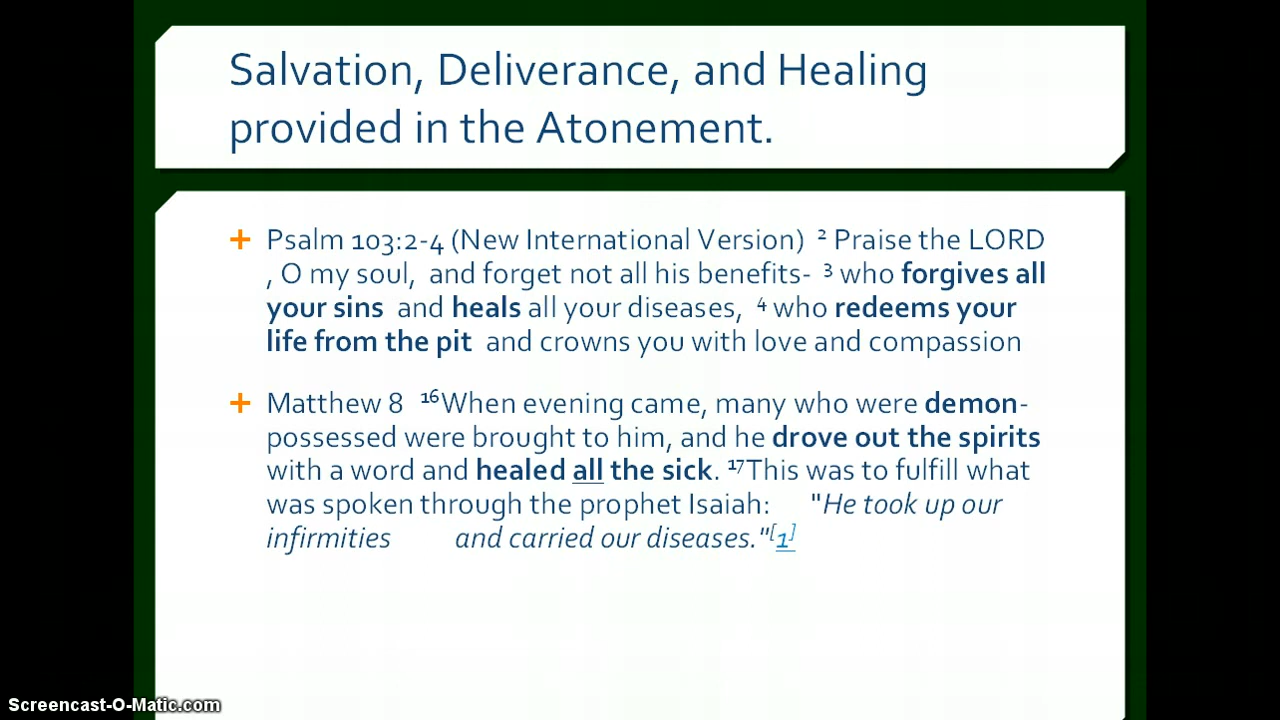 Salvation, Deliverance, and Healing
provided in the Atonement.
+ Psalm 103:2-4 (New International Version) 2 Praise the LORD
, O my soul, and forget not all his benefits- 3 who forgives all
your sins and heals all your diseases, 4 who redeems your
life from the pit and crowns you with love and compassion
+ Matthew 8 16When evening came, many who were demon-
possessed were brought to him, and he drove out the spirits
with a word and healed all the sick. 17This was to fulfill what
was spoken through the prophet Isaiah: "He took up our
infirmities and carried our diseases."[1]
Screencast-O-Matic.com